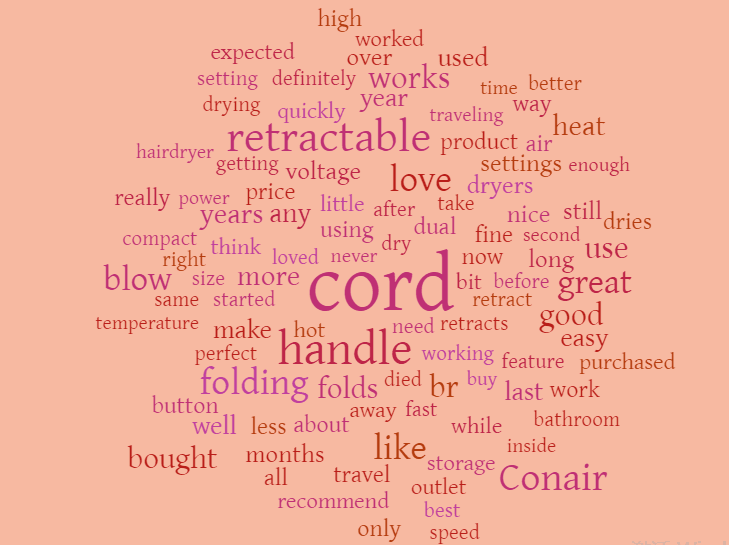 high
worked
expected over used
setting definitely works time better
drying quickly year traveling way
retractable product air heat
hairdryer getting voltage love settings enough
really power price little after take dryers nice still dries
years any using dual fine second
compact think dry now long use
right loved never
blow size more cord bit before great
same started retract
temperature make hot need retracts good easy
perfect handle working feature purchased
folding folds died br buy last work
button away fast
well less about while bathroom
bought months like inside
all travel storage Conair
recommend outlet
only best
speed